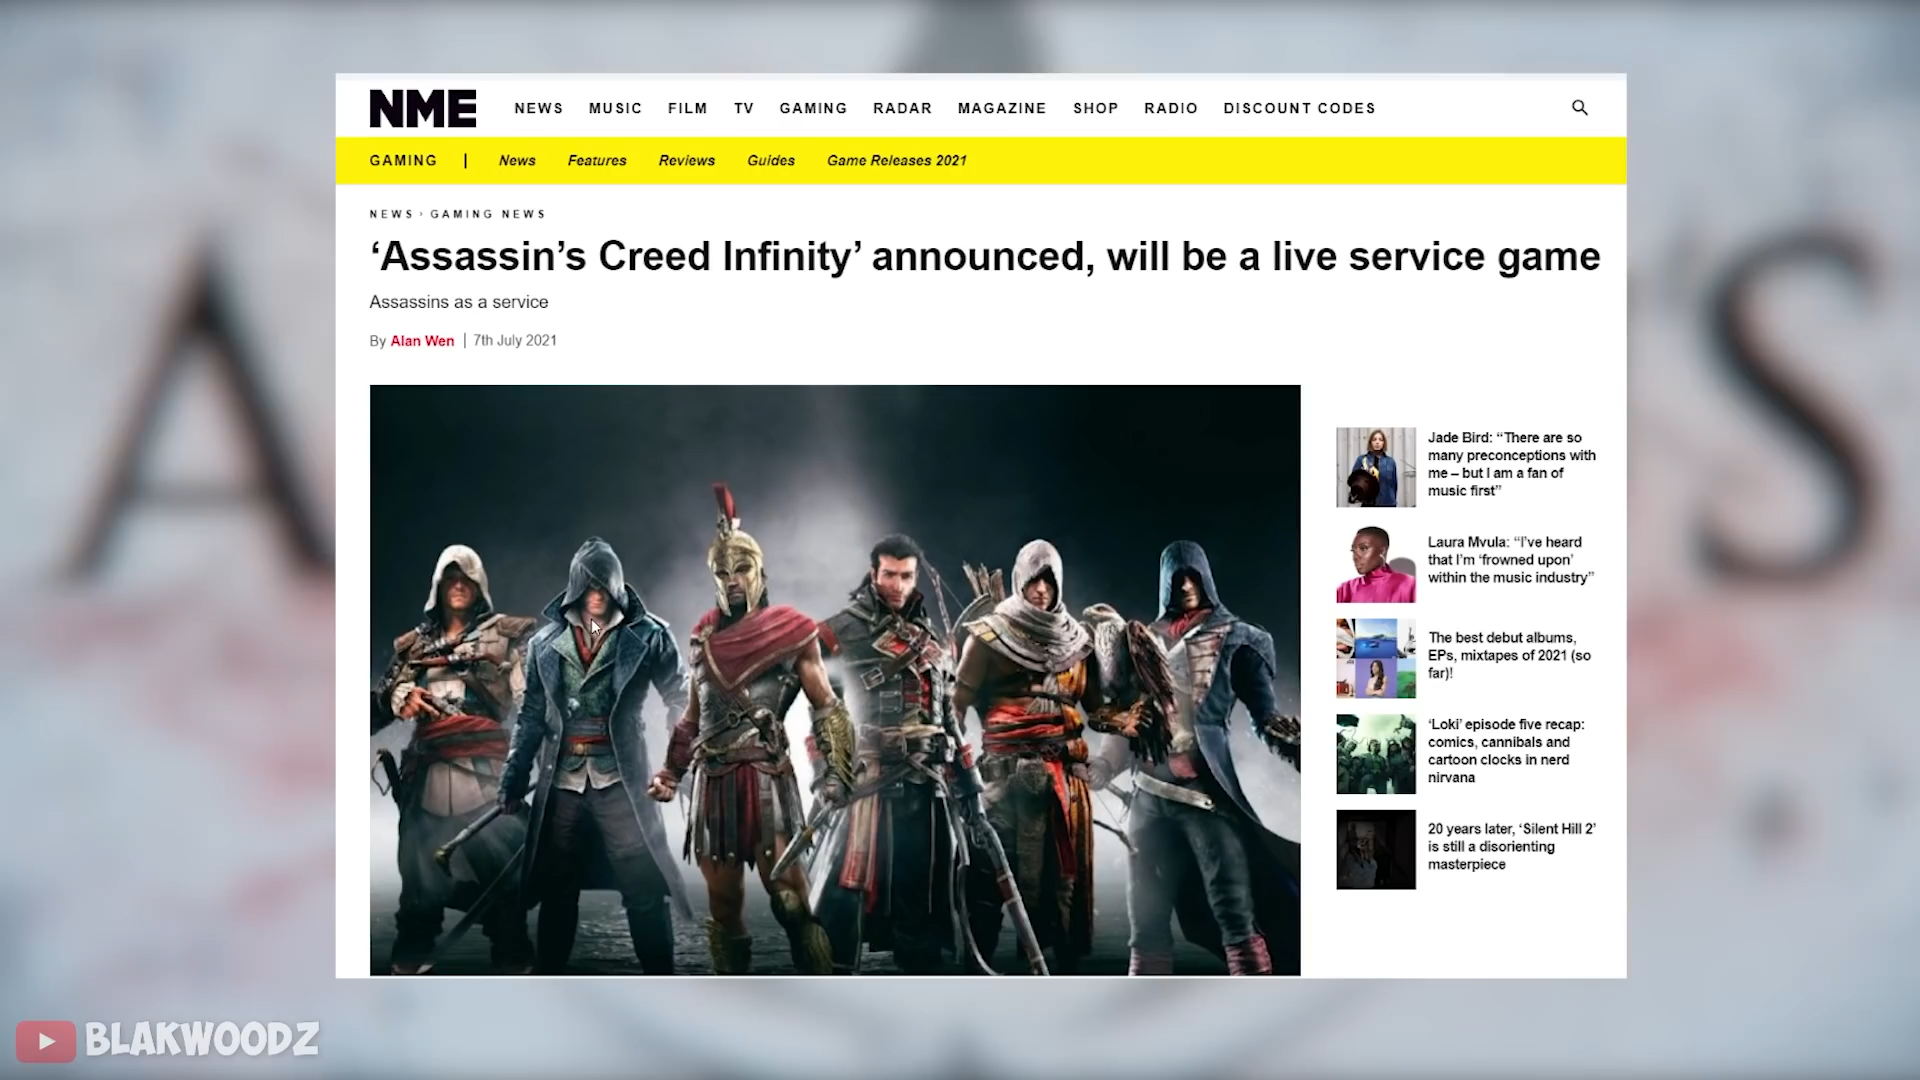 NME NEWS MUSIC FILM TV GAMING RADAR MAGAZINE SHOP RADIO DISCOUNT CODES
GAMING | News Features Reviews Guides Game Releases 2021
NEWS › GAMING NEWS
‘Assassin’s Creed Infinity’ announced, will be a live service game
Assassins as a service
By Alan Wen | 7th July 2021
Jade Bird: “There are so
many preconceptions with
me – but I am a fan of
music first”
Laura Mvula: “I’ve heard
that I’m ‘frowned upon’
within the music industry”
The best debut albums,
EPs, mixtapes of 2021 (so
far)!
‘Loki’ episode five recap:
comics, cannibals and
cartoon clocks in nerd
nirvana
20 years later, ‘Silent Hill 2’
is still a disorienting
masterpiece
A S
BLAKWOODZ